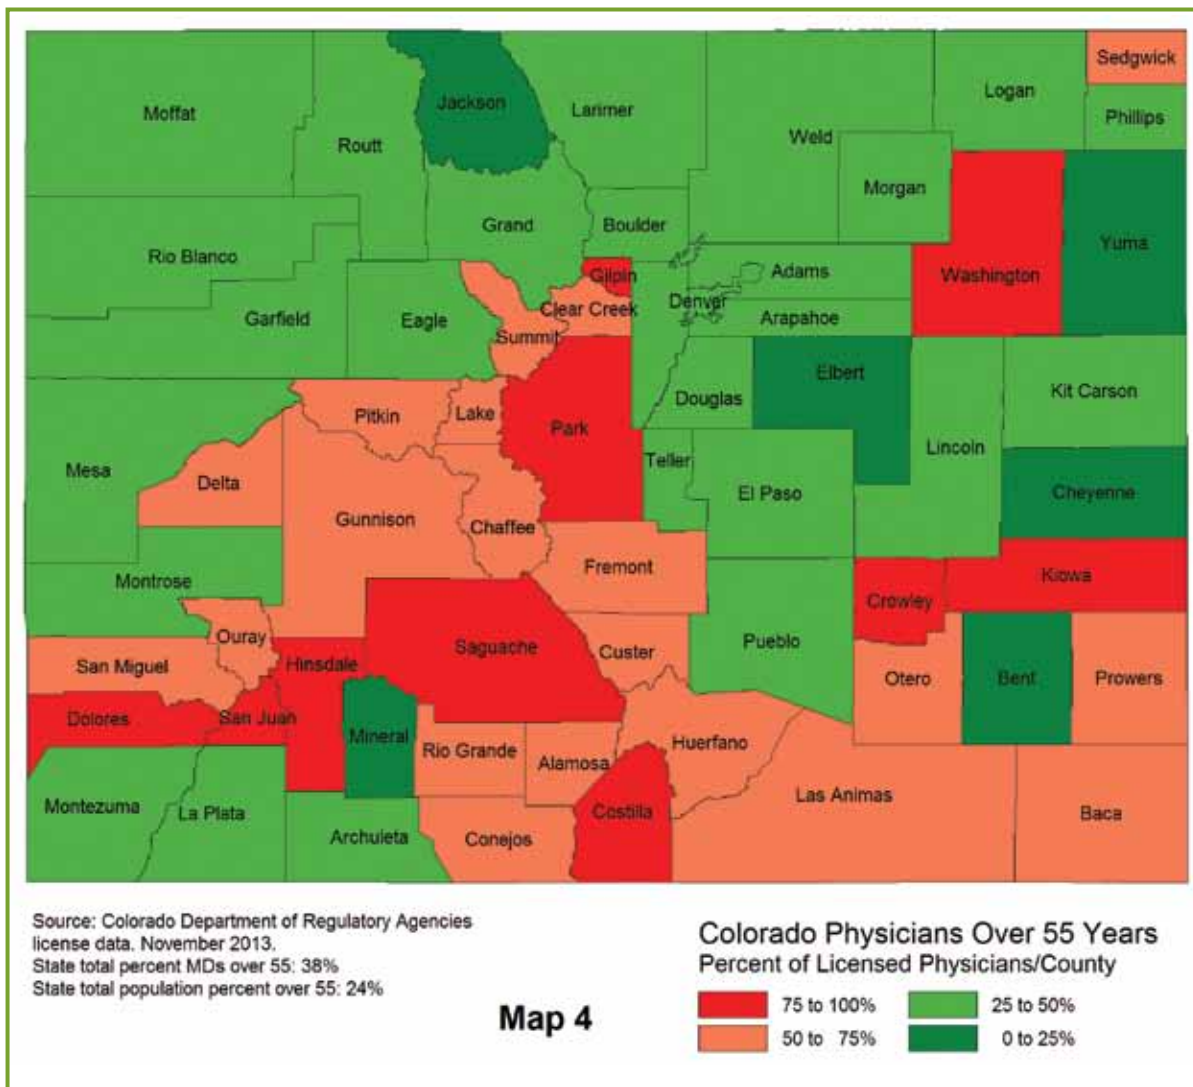 Sedgwick
Jackson
Logan
Moffat
Larimer
Phillips
Routt
Weld
Morgan
Grand
Boulder
Yuma
Rio Blanco
Gilpin
Adams
Washington
Denver
Clear Creek
Garfield
Eagle
Arapahoe
Summit
Elbert
Kit Carson
Douglas
Pitkin
Lake
Park
Lincoln
Teller
Mesa
Delta
El Paso
Cheyenne
Gunnison
Chaffee
Fremont
Montrose
Kiowa
Crowley
Ouray
Pueblo
Saguache
Custer
San Miguel
Hinsdale
Otero
Bent
Prowers
Dolores
San Juan
Mineral
Rio Grande
Huerfano
Alamosa
Las Animas
Montezuma
La Plata
Costilla
Baca
Archuleta
Conejos
Source: Colorado Department of Regulatory Agencies
license data. November 2013.
State total percent MDs over 55: 38%
State total population percent over 55: 24%
Map 4
Colorado Physicians Over 55 Years
Percent of Licensed Physicians/County
75 to 100%
25 to 50%
50 to 75%
0 to 25%